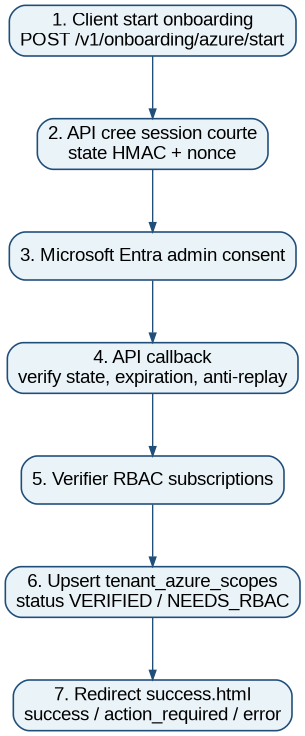 1. Client start onboarding
POST /v1/onboarding/azure/start
2. API cree session courte
state HMAC + nonce
3. Microsoft Entra admin consent
4. API callback
verify state, expiration, anti-replay
5. Verifier RBAC subscriptions
6. Upsert tenant_azure_scopes
status VERIFIED / NEEDS_RBAC
7. Redirect success.html
success / action_required / error